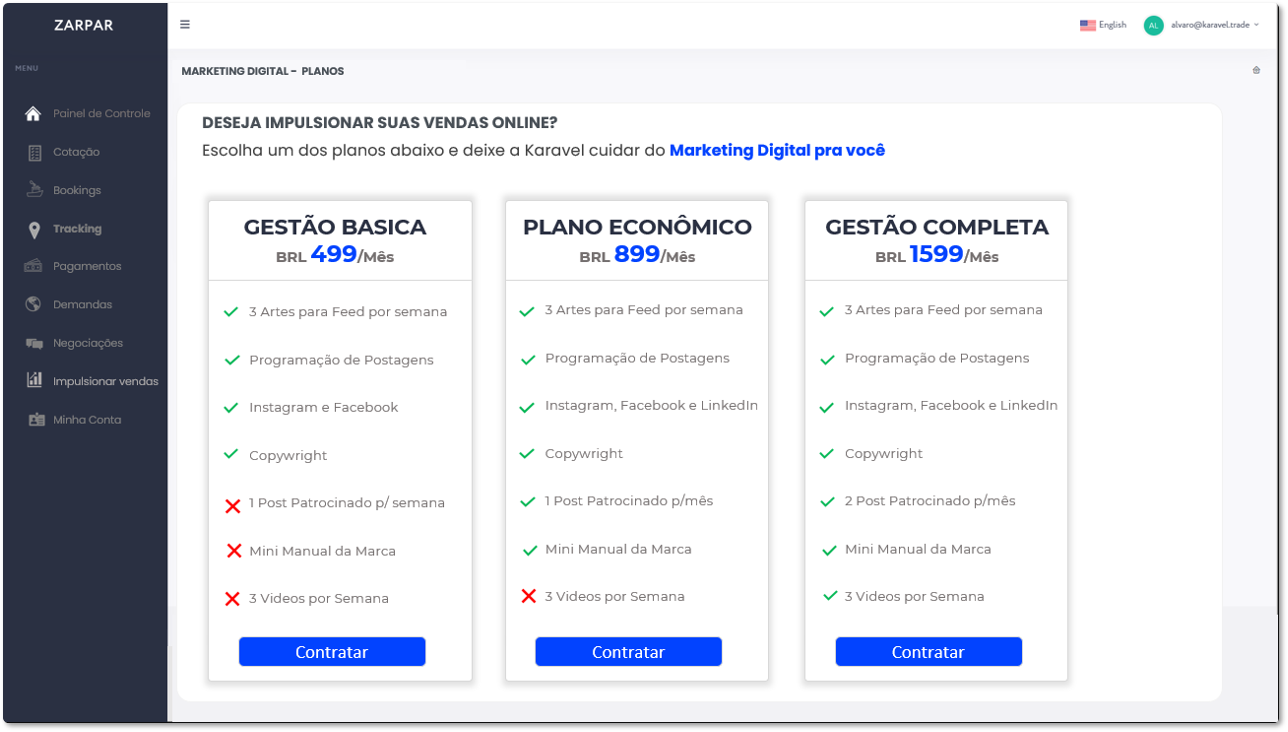 ZARPAR
English
AL
alvaro@karavel.trade
MENU
MARKETING DIGITAL - PLANOS
Painel de Controle
Cotação
Bookings
Tracking
Pagamentos
Demandas
Negociações
Impulsionar vendas
Minha Conta
DESEJA IMPULSIONAR SUAS VENDAS ONLINE?
Escolha um dos planos abaixo e deixe a Karavel cuidar do Marketing Digital pra você
GESTÃO BASICA
BRL 499/Mês
3 Artes para Feed por semana
Programação de Postagens
Instagram e Facebook
Copywright
1 Post Patrocinado p/ semana
Mini Manual da Marca
3 Videos por Semana
Contratar
PLANO ECONÔMICO
BRL 899/Mês
3 Artes para Feed por semana
Programação de Postagens
Instagram, Facebook e LinkedIn
Copywright
1 Post Patrocinado p/mês
Mini Manual da Marca
3 Videos por Semana
Contratar
GESTÃO COMPLETA
BRL 1599/Mês
3 Artes para Feed por semana
Programação de Postagens
Instagram, Facebook e LinkedIn
Copywright
2 Post Patrocinado p/mês
Mini Manual da Marca
3 Videos por Semana
Contratar